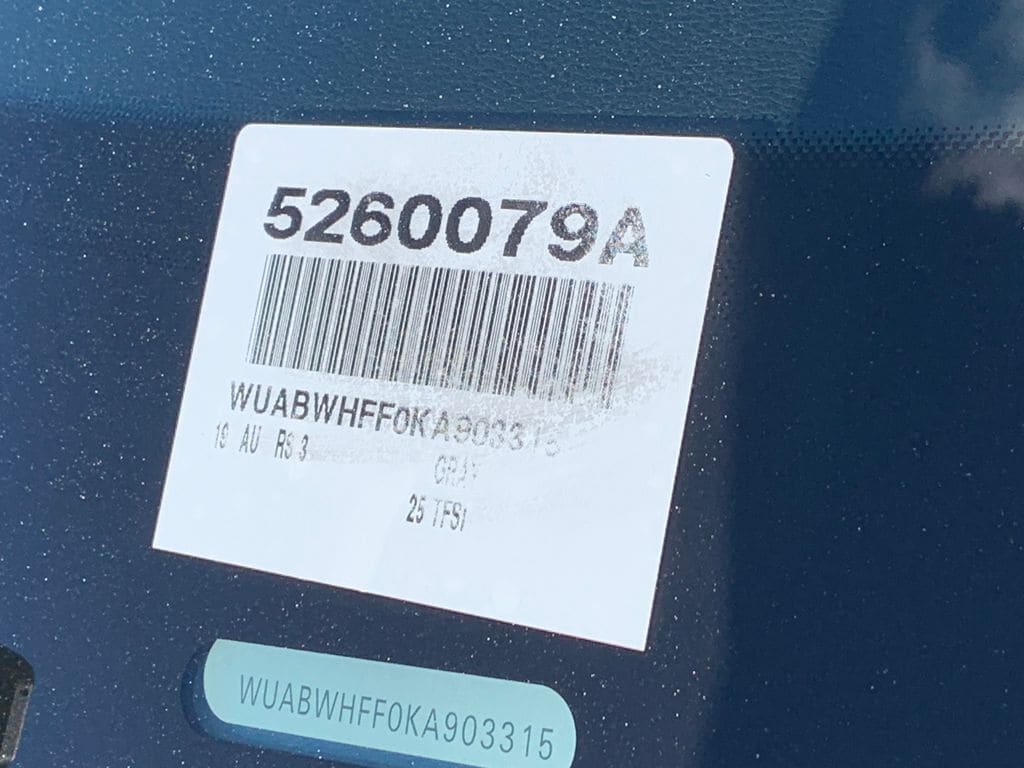 5260079A
WUABWHFF0KA903315
19 AU RS 3
GRAY
25 TFSI
WUABWHFF0KA903315